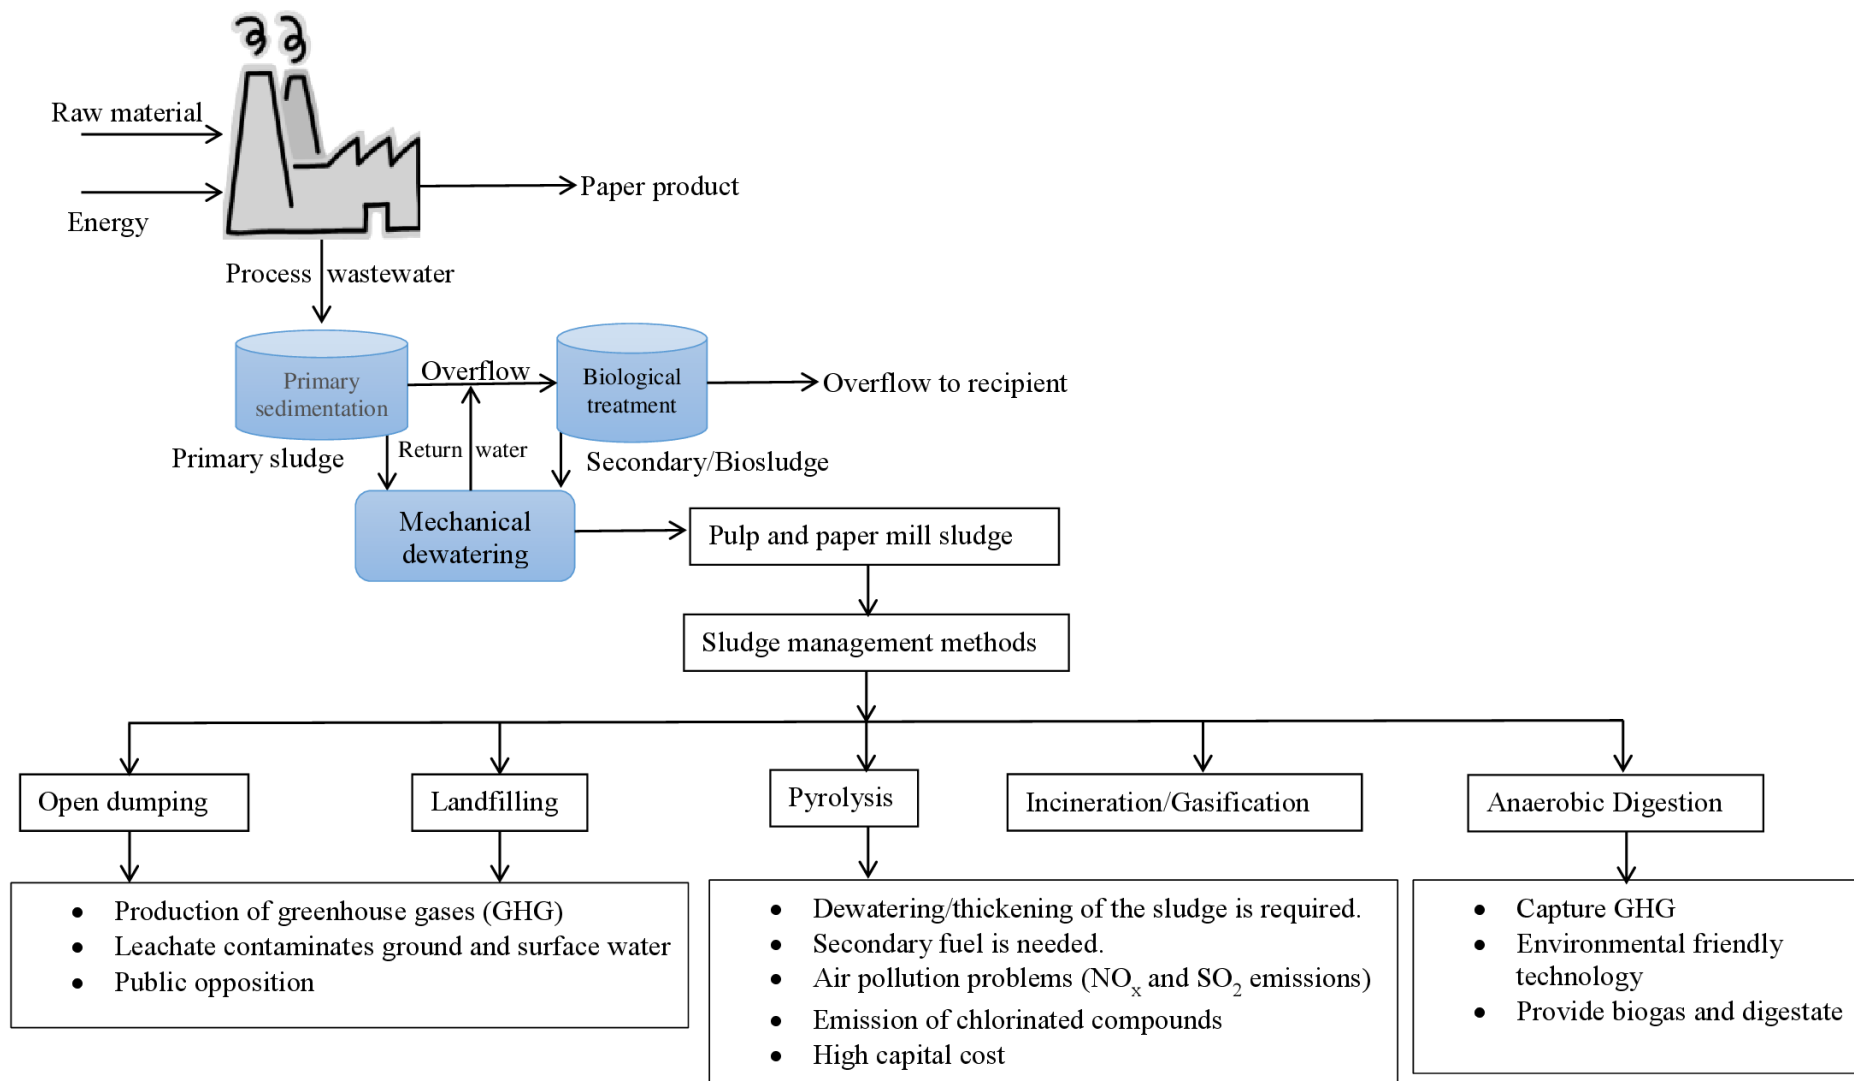 Raw material
Energy
Paper product
Process wastewater
Primary
sedimentation
Overflow
Biological
treatment
Overflow to recipient
Primary sludge
Return water
Secondary/Biosludge
Mechanical
dewatering
Pulp and paper mill sludge
Sludge management methods
Open dumping
Landfilling
Pyrolysis
Incineration/Gasification
Anaerobic Digestion
• Production of greenhouse gases (GHG)
• Leachate contaminates ground and surface water
• Public opposition
• Dewatering/thickening of the sludge is required.
• Secondary fuel is needed.
• Air pollution problems (NOx and SO2 emissions)
• Emission of chlorinated compounds
• High capital cost
• Capture GHG
• Environmental friendly
technology
• Provide biogas and digestate